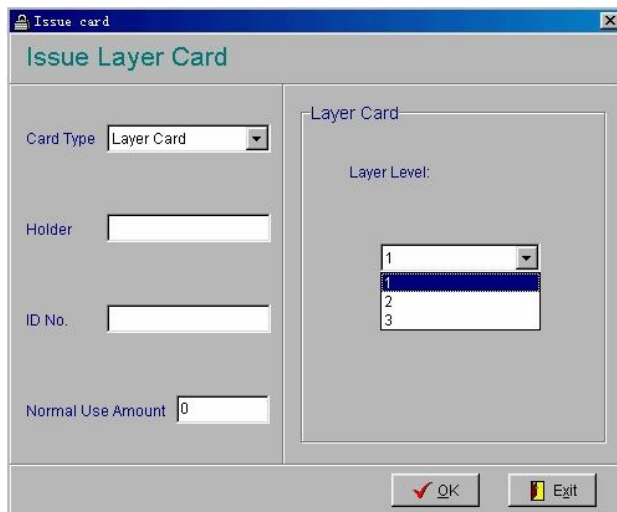 Issue card
Issue Layer Card
Card Type
Layer Card
Holder
ID No.
Normal Use Amount
0
Layer Card
Layer Level:
1
1
2
3
OK
Exit